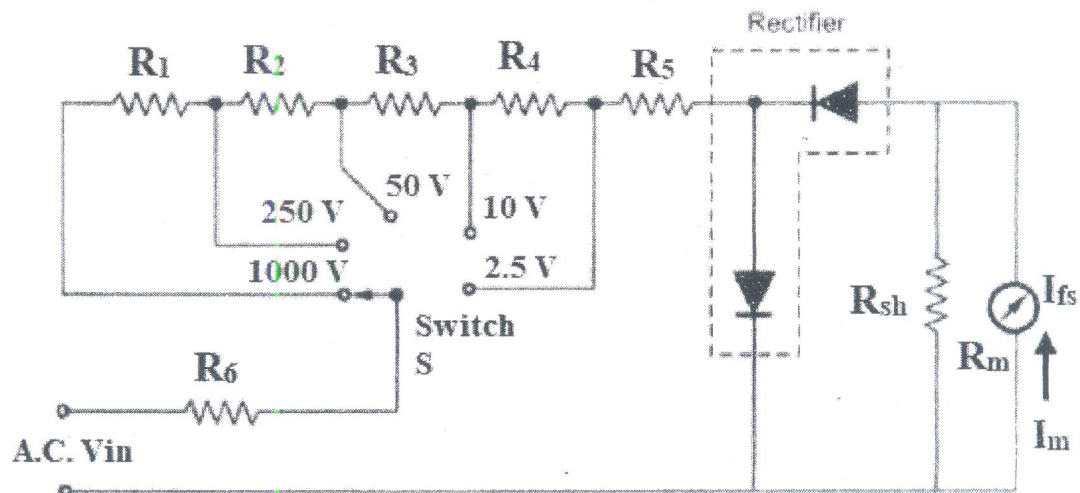 Rectifier
R1 R2 R3 R4 R5
50 V
250 V
10 V
1000 V
2.5 V
Switch
S
Rsh
Ifs
Rm
R6
Im
A.C. Vin